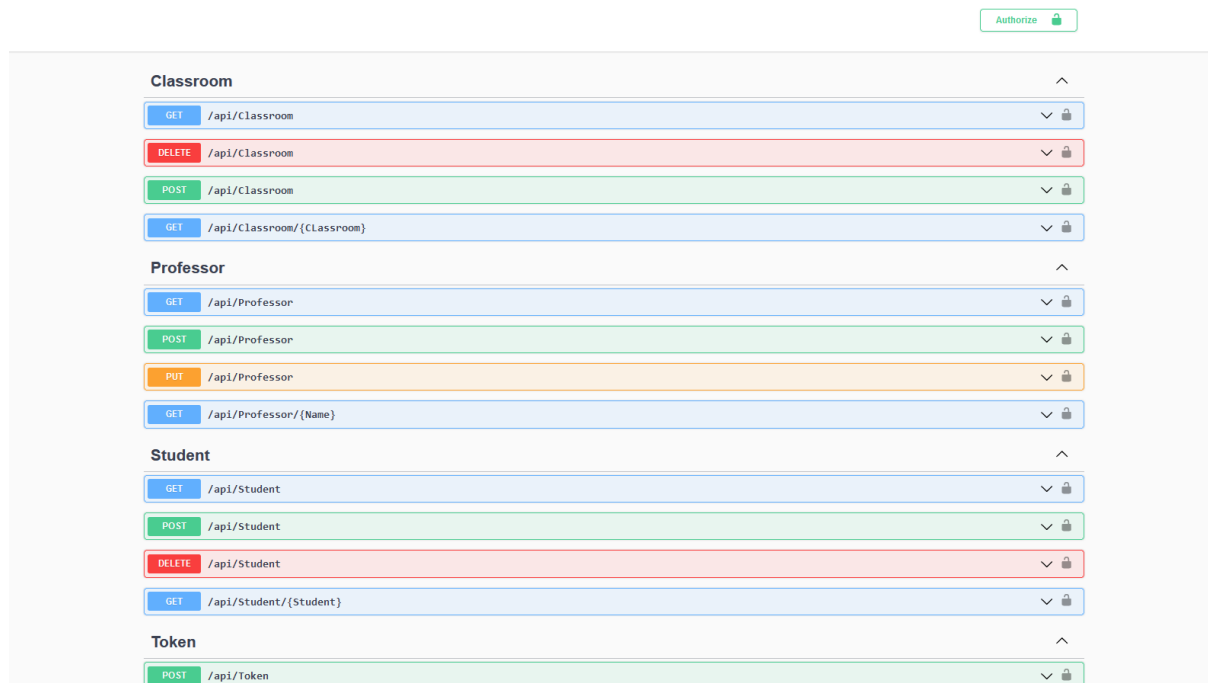 Authorize
Classroom
GET /api/Classroom
DELETE /api/Classroom
POST /api/Classroom
GET /api/Classroom/{CLassroom}
Professor
GET /api/Professor
POST /api/Professor
PUT /api/Professor
GET /api/Professor/{Name}
Student
GET /api/Student
POST /api/Student
DELETE /api/Student
GET /api/Student/{Student}
Token
POST /api/Token